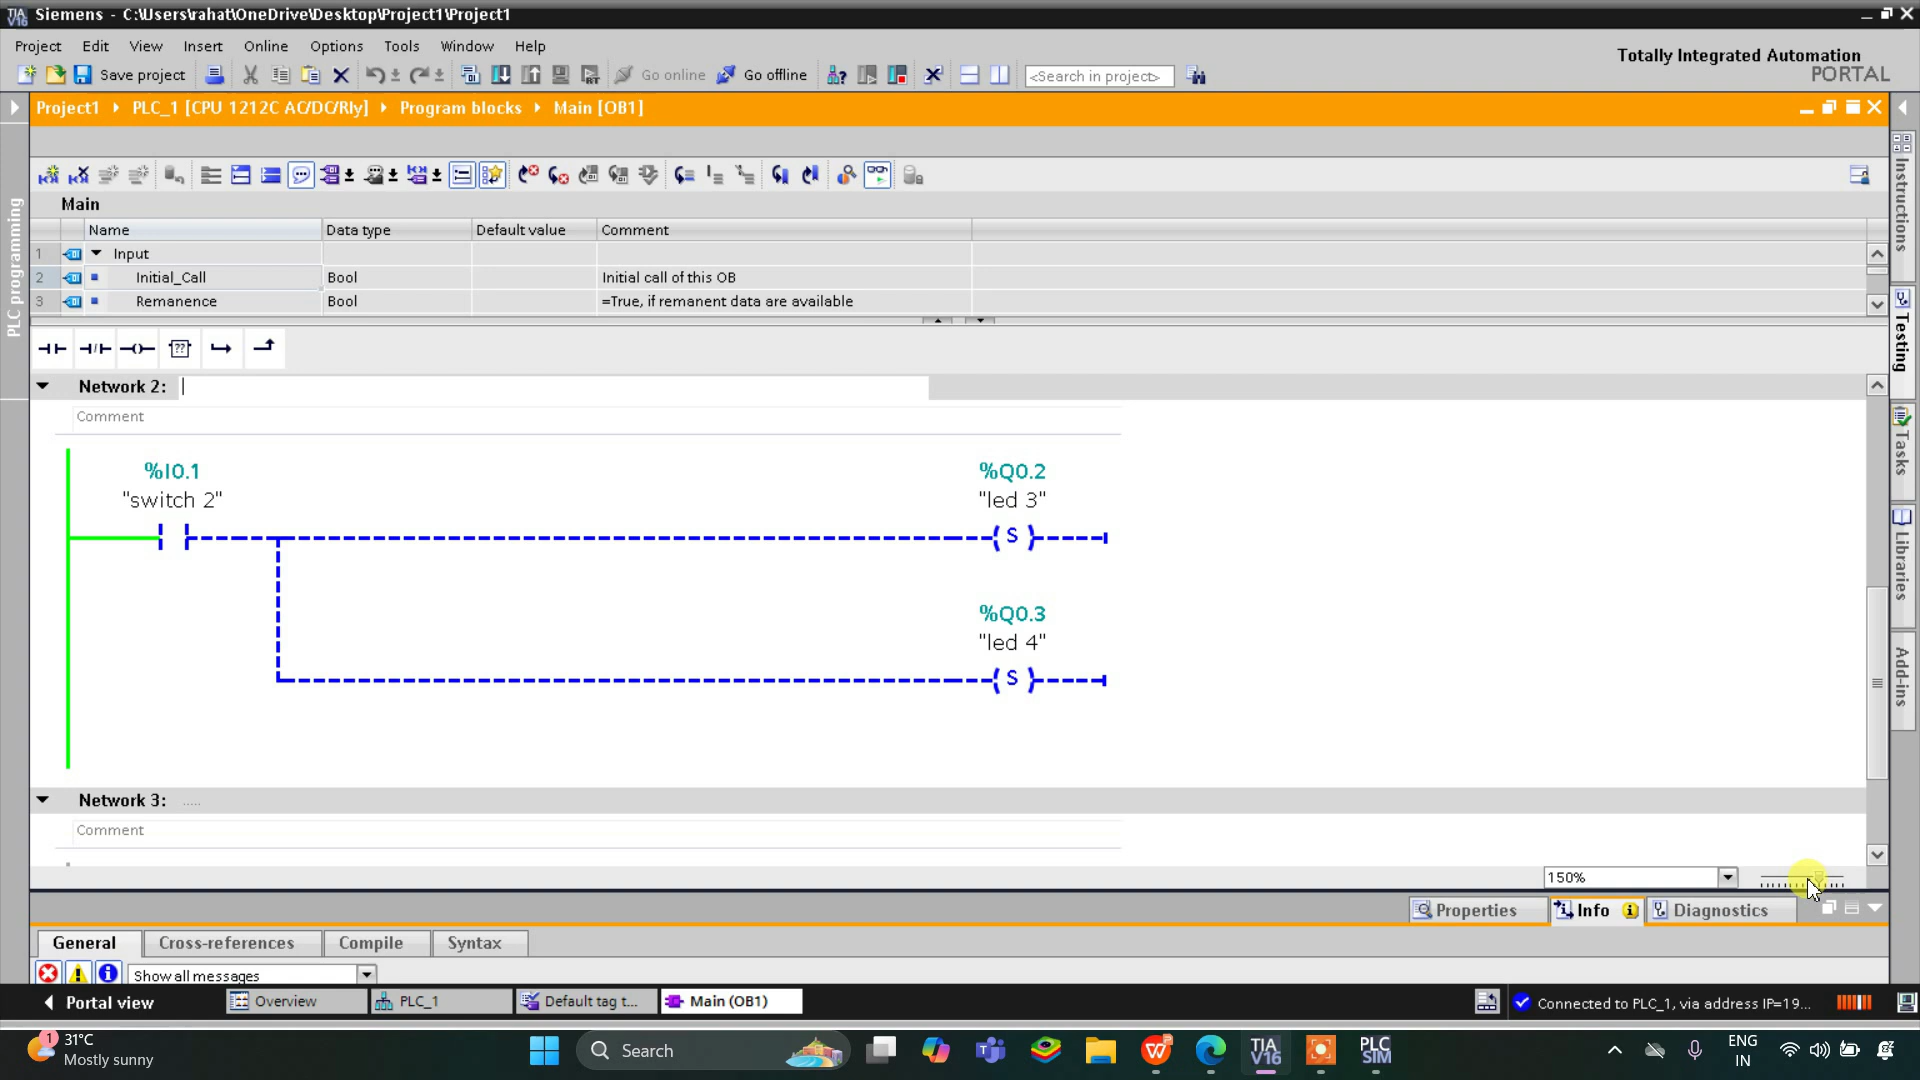 TIA V16 Siemens - C:\Users\rahat\OneDrive\Desktop\Project1\Project1
Project Edit View Insert Online Options Tools Window Help
Totally Integrated Automation
PORTAL
Save project
Go online
Go offline
<Search in project>
Project1 PLC_1 [CPU 1212C AC/DC/Rly] Program blocks Main [OB1]
Main
Name Data type Default value Comment
1 Input
2 Initial_Call Bool Initial call of this OB
3 Remanence Bool =True, if remanent data are available
??
Network 2:
Comment
%I0.1
"switch 2"
%Q0.2
"led 3"
S
%Q0.3
"led 4"
S
Network 3: .....
Comment
150%
Properties Info Diagnostics
General Cross-references Compile Syntax
Show all messages
Portal view Overview PLC_1 Default tag t... Main (OB1) Connected to PLC_1, via address IP=19...
PLC programming
Instructions
Testing
Tasks
Libraries
Add-ins
1
31°C
Mostly sunny
Search
TIA
V16
PLC
SIM
ENG
IN